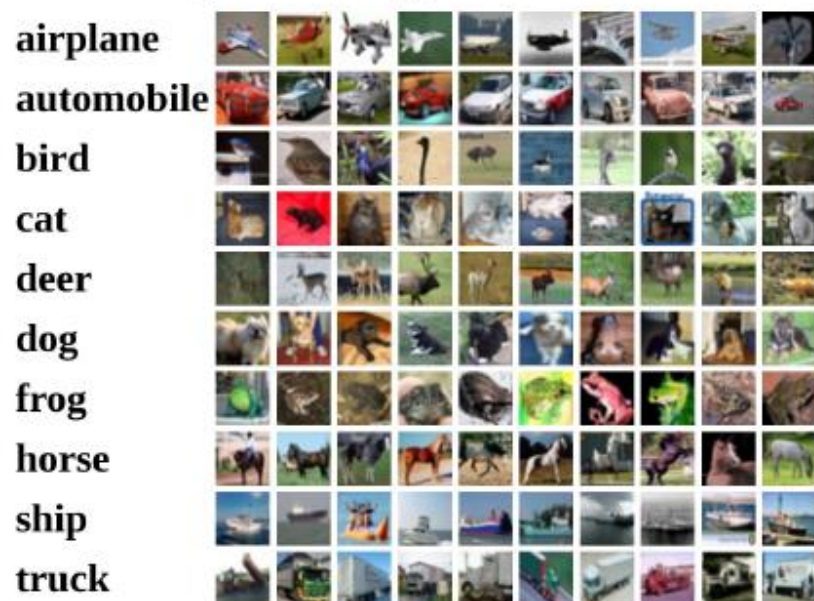 airplane
automobile
bird
cat
deer
dog
frog
horse
ship
truck